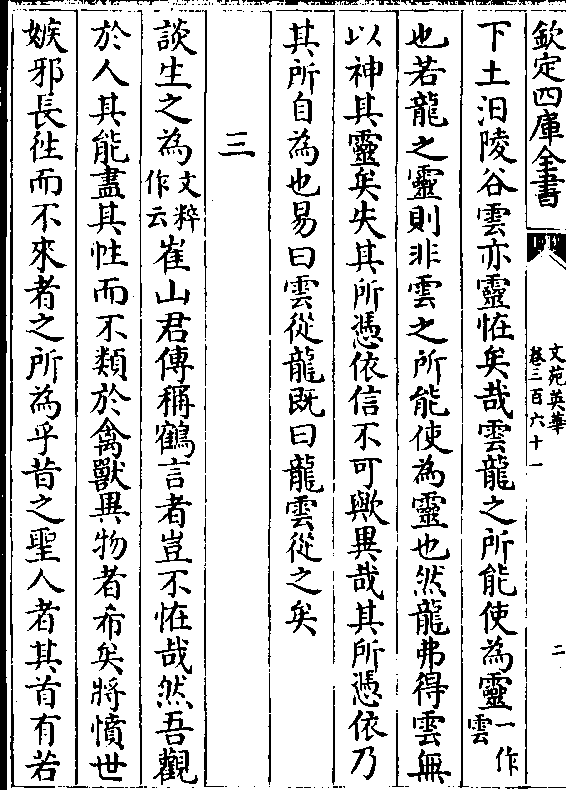 欽定四庫全書
文苑英華
卷三百六十一
二
下土汩陵谷雲亦靈怪矣哉雲龍之所能使為靈一作雲
也若龍之靈則非雲之所能使為靈也然龍弗得雲無
以神其靈矣失其所憑依信不可歟異哉其所憑依乃
其所自為也易曰雲從龍既曰龍雲從之矣
三
談生之為文粹作云崔山君傳稱鶴言者豈不怪哉然吾觀
於人其能盡其性而不類於禽獸異物者希矣將憤世
嫉邪長徃而不來者之所為乎昔之聖人者其首有若